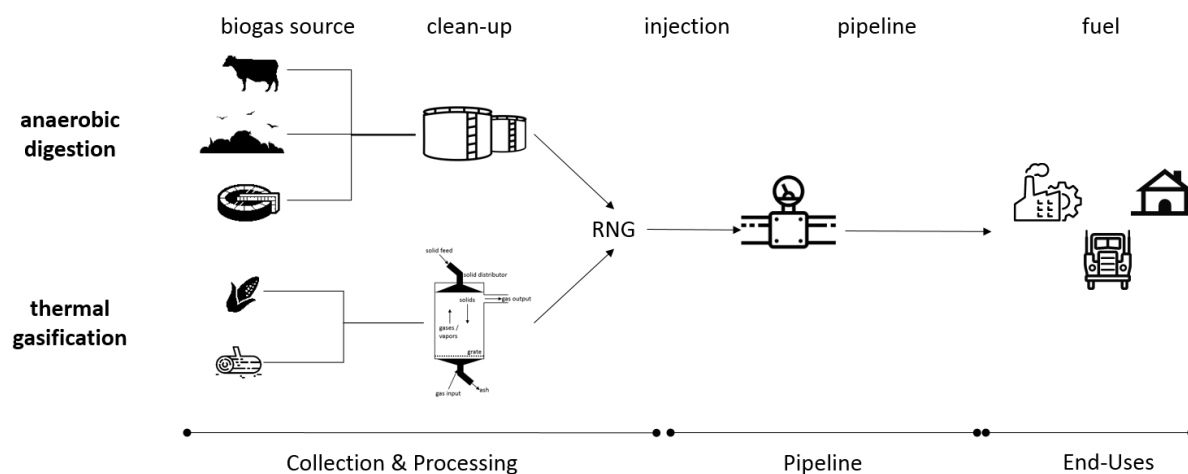 biogas source
clean-up
injection
pipeline
fuel
anaerobic
digestion
RNG
thermal
gasification
solid feed
solid distributor
solids
gas output
gases /
vapors
grate
ash
gas input
Collection & Processing
Pipeline
End-Uses